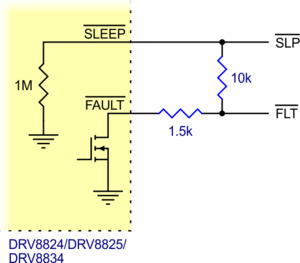 SLEEP
SLP
1M
10k
FAULT
FLT
1.5k
DRV8824/DRV8825/
DRV8834